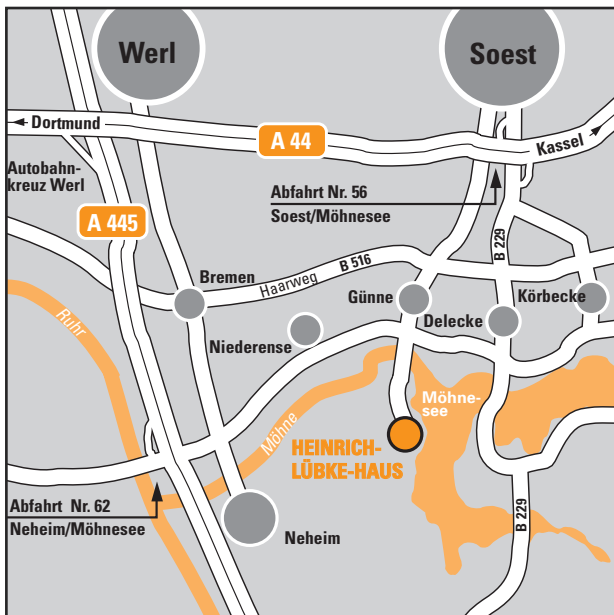 Werl
Soest
Dortmund
A 44
Kassel
Autobahn-
kreuz Werl
Abfahrt Nr. 56
Soest/Möhnesee
A 445
B 229
Bremen
Haarweg
B 516
Günne
Körbecke
Delecke
Niederense
Ruhr
Möhne-
see
Möhne
HEINRICH-
LÜBKE-HAUS
Abfahrt Nr. 62
Neheim/Möhnesee
Neheim
B 229